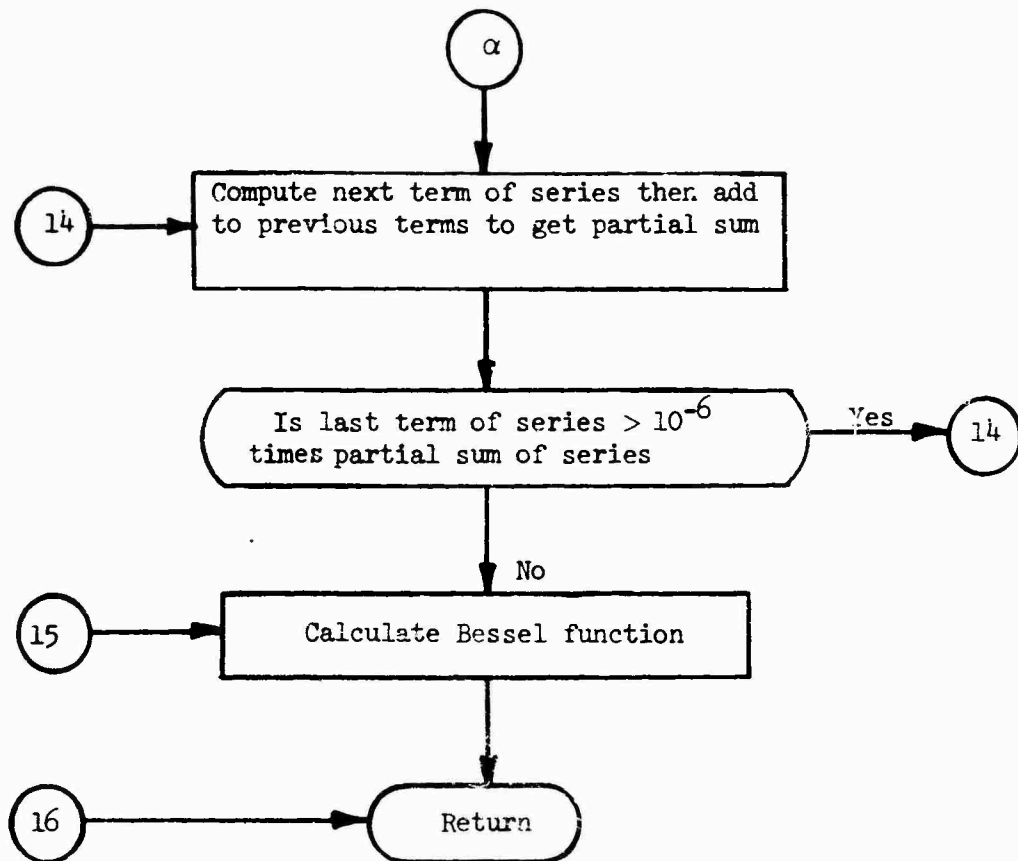 α
Compute next term of series then add
to previous terms to get partial sum
14
Is last term of series > 10⁻⁶
times partial sum of series
Yes
14
No
15
Calculate Bessel function
16
Return